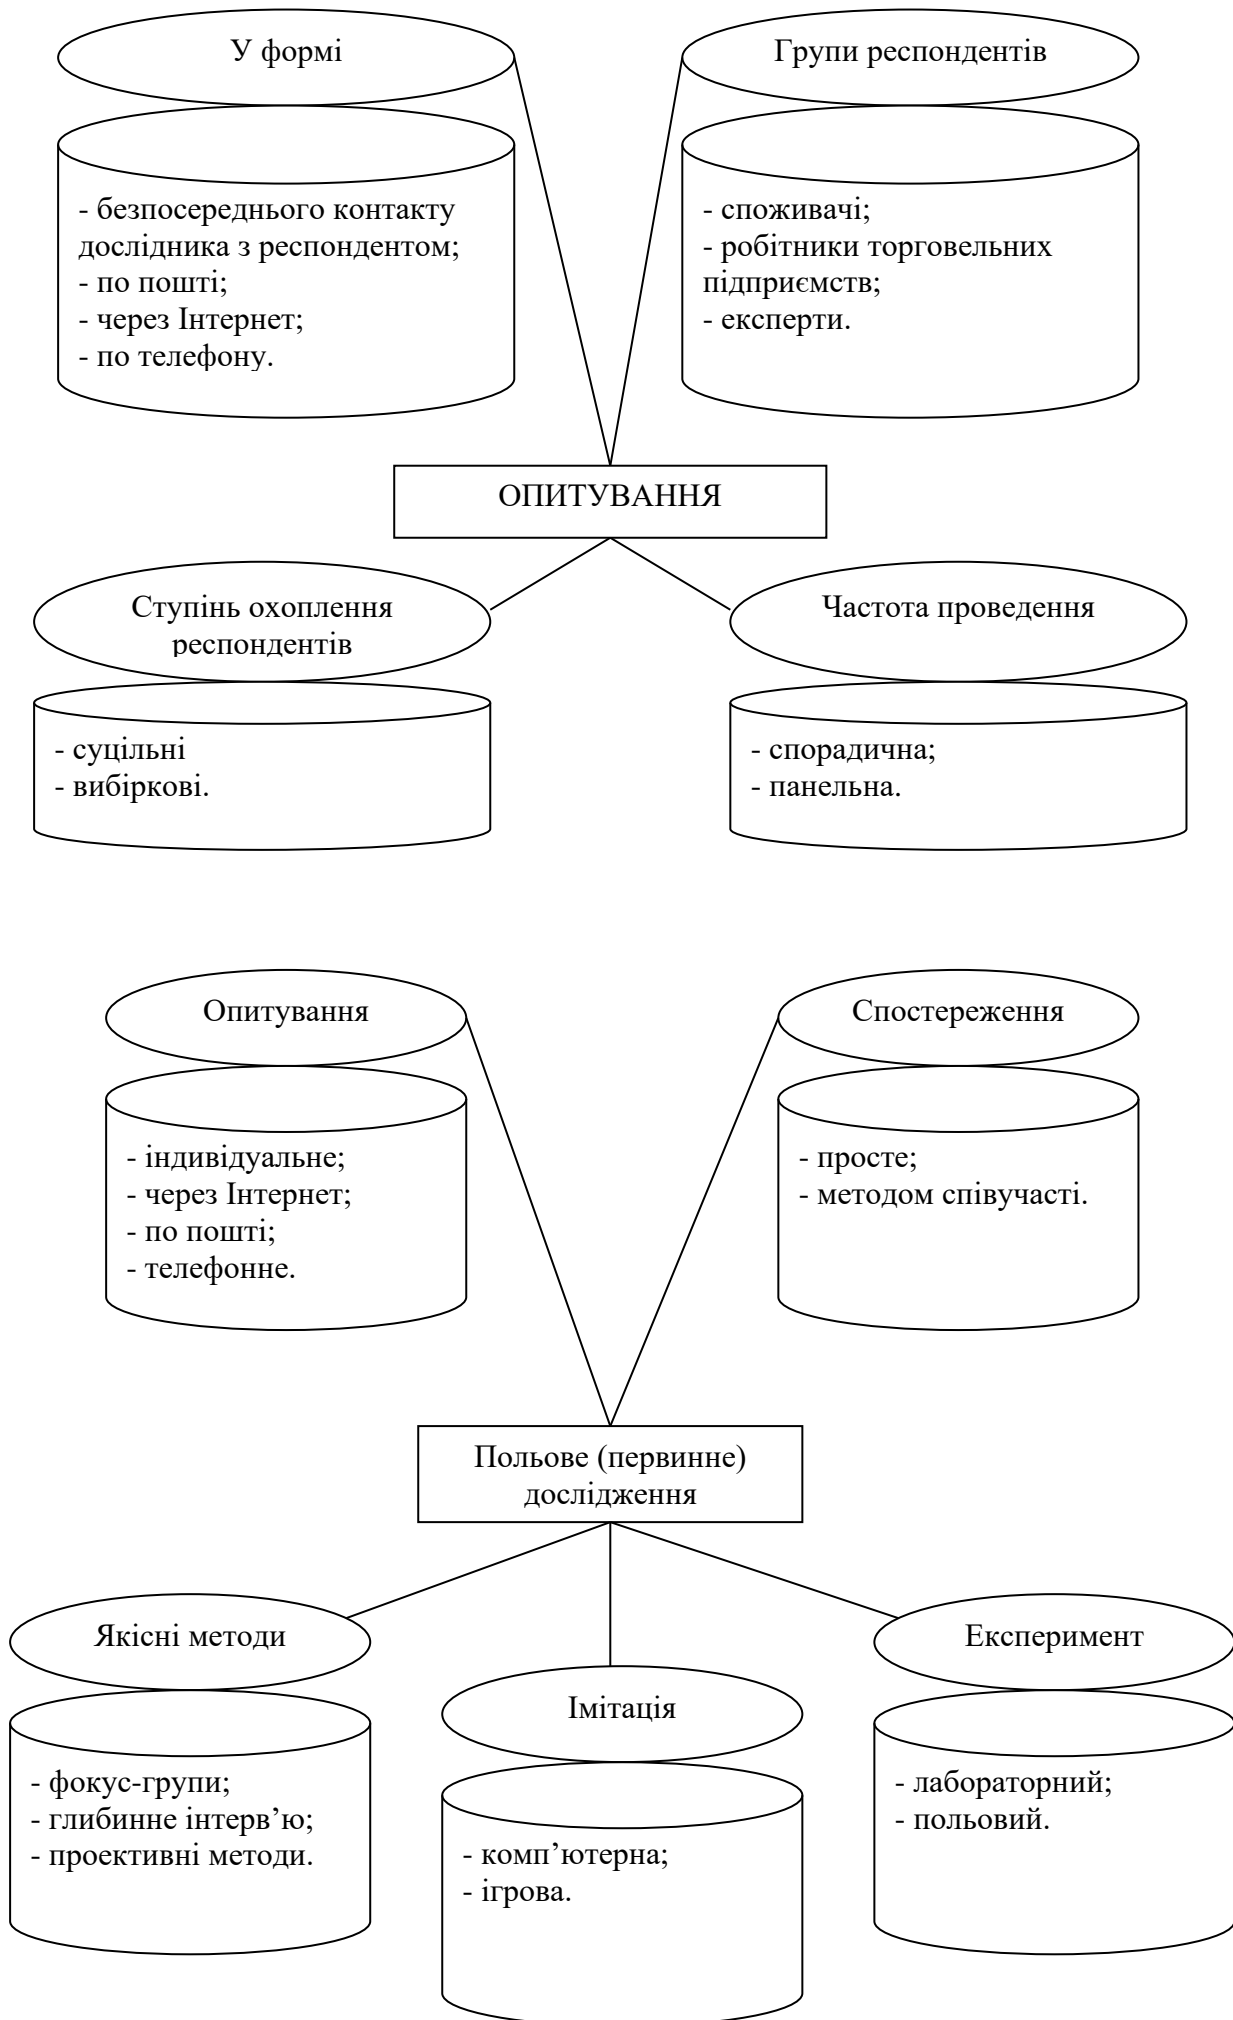 У формі
- безпосереднього контакту
дослідника з респондентом;
- по пошті;
- через Інтернет;
- по телефону.
Групи респондентів
- споживачі;
- робітники торговельних
підприємств;
- експерти.
ОПИТУВАННЯ
Ступінь охоплення
респондентів
- суцільні
- вибіркові.
Частота проведення
- спорадична;
- панельна.
Опитування
- індивідуальне;
- через Інтернет;
- по пошті;
- телефонне.
Спостереження
- просте;
- методом співучасті.
Польове (первинне)
дослідження
Якісні методи
- фокус-групи;
- глибинне інтерв’ю;
- проективні методи.
Імітація
- комп’ютерна;
- ігрова.
Експеримент
- лабораторний;
- польовий.